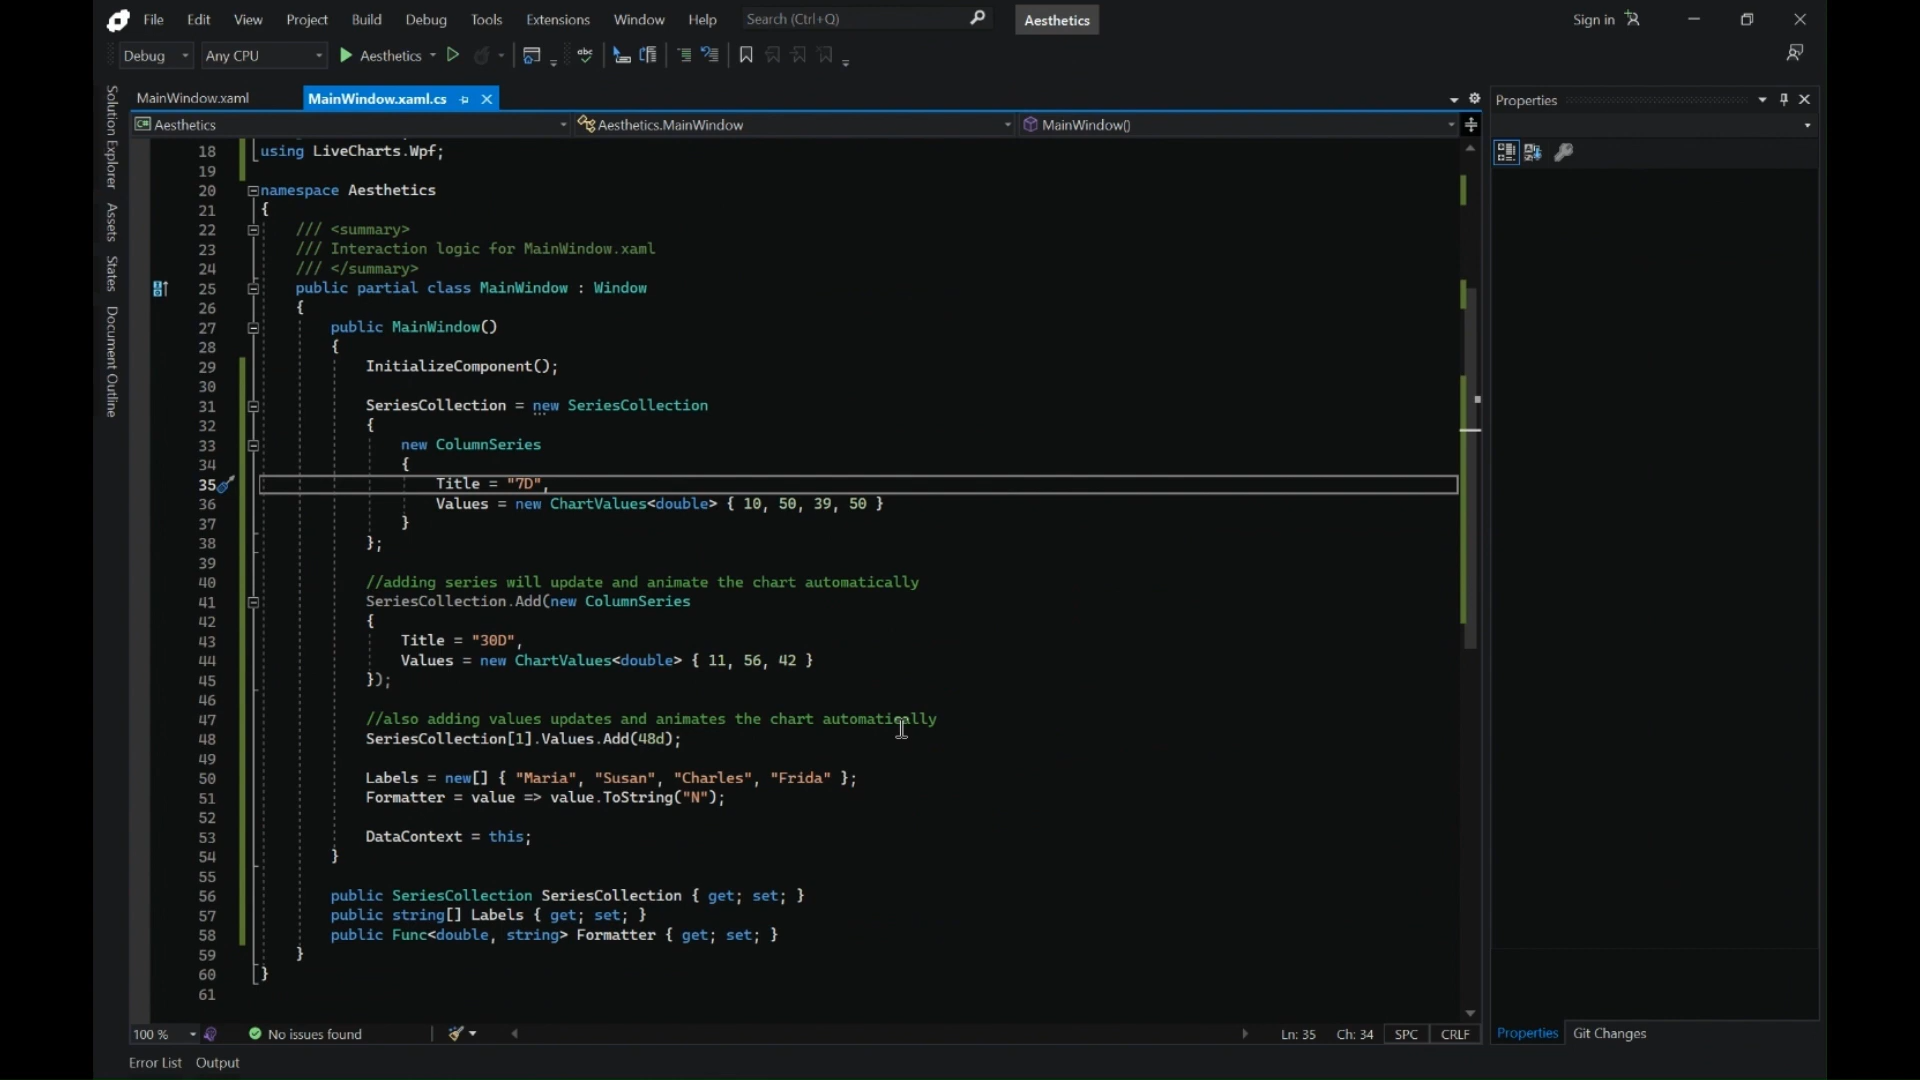 File Edit View Project Build Debug Tools Extensions Window Help Search (Ctrl+Q) Aesthetics Sign in
Debug Any CPU Aesthetics abc
MainWindow.xaml MainWindow.xaml.cs
Aesthetics Aesthetics.MainWindow MainWindow()
Solution Explorer
Assets
States
Document Outline
18 using LiveCharts.Wpf;
19
20 namespace Aesthetics
21 {
22 /// <summary>
23 /// Interaction logic for MainWindow.xaml
24 /// </summary>
25 public partial class MainWindow : Window
26 {
27 public MainWindow()
28 {
29 InitializeComponent();
30
31 SeriesCollection = new SeriesCollection
32 {
33 new ColumnSeries
34 {
35 Title = "7D",
36 Values = new ChartValues<double> { 10, 50, 39, 50 }
37 }
38 };
39
40 //adding series will update and animate the chart automatically
41 SeriesCollection.Add(new ColumnSeries
42 {
43 Title = "30D",
44 Values = new ChartValues<double> { 11, 56, 42 }
45 });
46
47 //also adding values updates and animates the chart automatically
48 SeriesCollection[1].Values.Add(48d);
49
50 Labels = new[] { "Maria", "Susan", "Charles", "Frida" };
51 Formatter = value => value.ToString("N");
52
53 DataContext = this;
54 }
55
56 public SeriesCollection SeriesCollection { get; set; }
57 public string[] Labels { get; set; }
58 public Func<double, string> Formatter { get; set; }
59 }
60 }
61
100 % No issues found Ln: 35 Ch: 34 SPC CRLF
Error List Output
Properties
Properties Git Changes